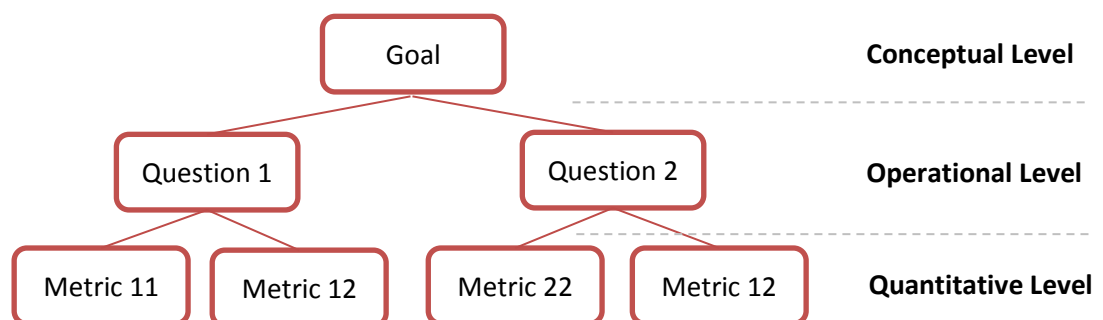 Goal
Conceptual Level
Question 1
Question 2
Operational Level
Metric 11
Metric 12
Metric 22
Metric 12
Quantitative Level